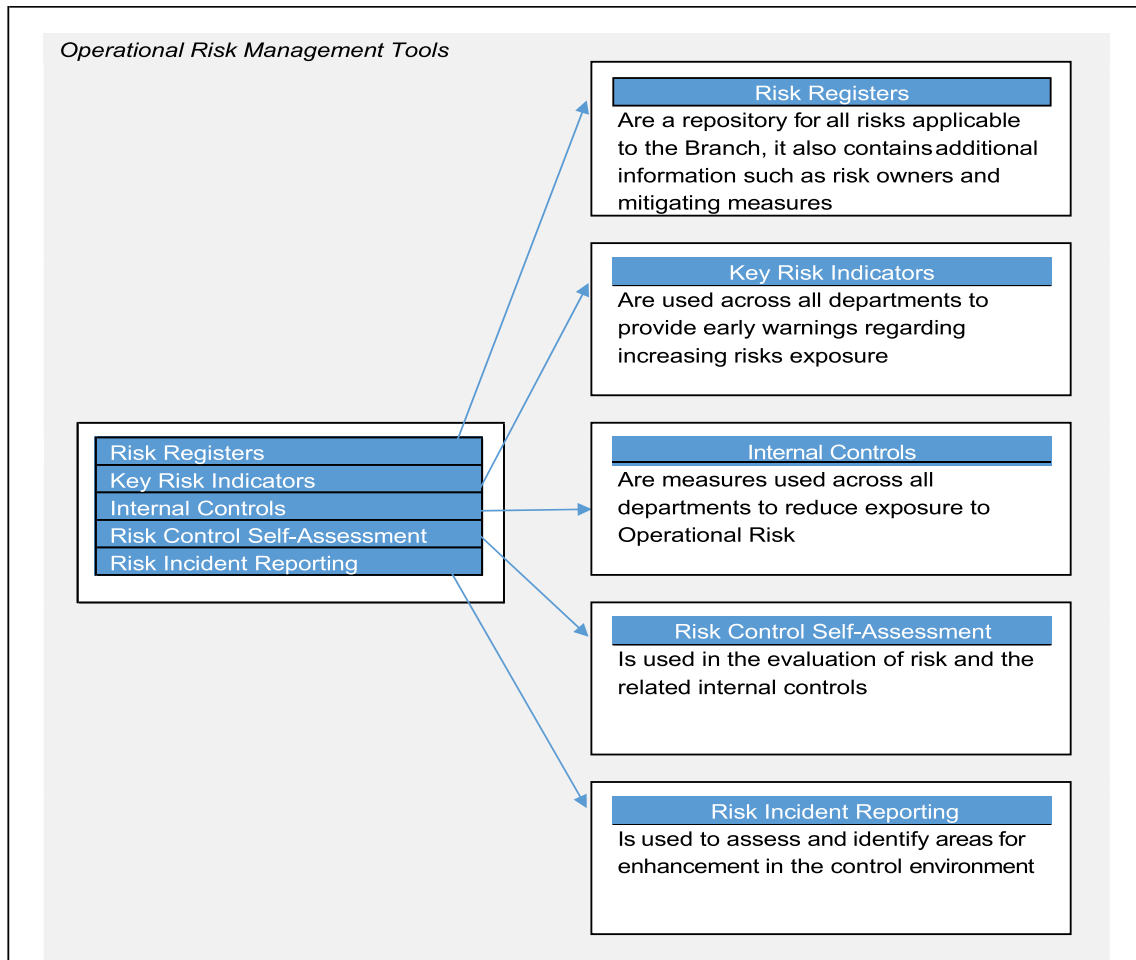 Operational Risk Management Tools
Risk Registers
Key Risk Indicators
Internal Controls
Risk Control Self-Assessment
Risk Incident Reporting
Risk Registers
Are a repository for all risks applicable
to the Branch, it also contains additional
information such as risk owners and
mitigating measures
Key Risk Indicators
Are used across all departments to
provide early warnings regarding
increasing risks exposure
Internal Controls
Are measures used across all
departments to reduce exposure to
Operational Risk
Risk Control Self-Assessment
Is used in the evaluation of risk and the
related internal controls
Risk Incident Reporting
Is used to assess and identify areas for
enhancement in the control environment